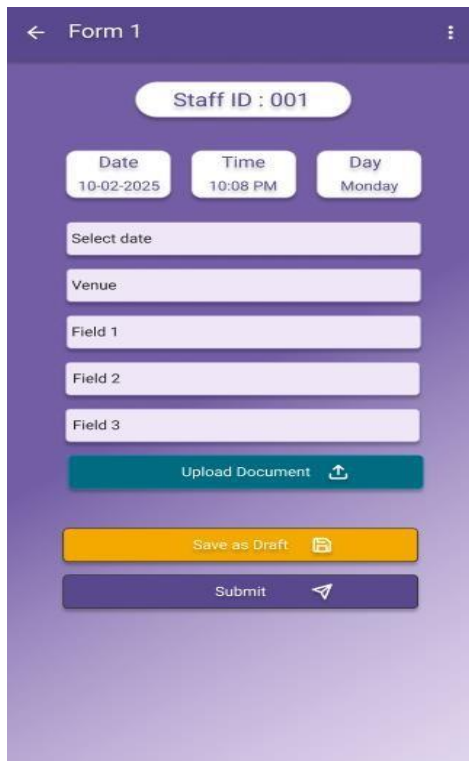 Form 1
Staff ID : 001
Date Time Day
10-02-2025 10:08 PM Monday
Select date
Venue
Field 1
Field 2
Field 3
Upload Document
Save as Draft
Submit